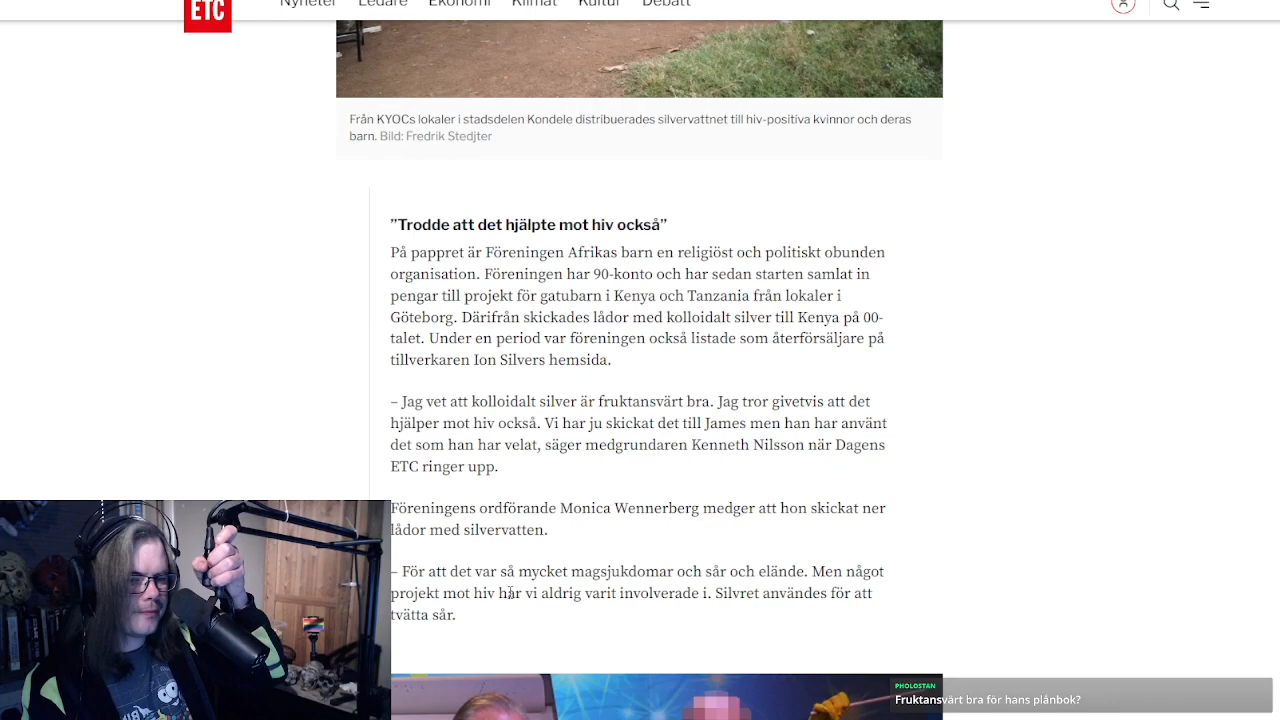 ETC
Nyheter Ledare Ekonomi Klimat Kultur Debatt
Från KYOCs lokaler i stadsdelen Kondele distribuerades silvervattnet till hiv-positiva kvinnor och deras
barn. Bild: Fredrik Stedjter
”Trodde att det hjälpte mot hiv också”
På pappret är Föreningen Afrikas barn en religiöst och politiskt obunden
organisation. Föreningen har 90-konto och har sedan starten samlat in
pengar till projekt för gatubarn i Kenya och Tanzania från lokaler i
Göteborg. Därifrån skickades lådor med kolloidalt silver till Kenya på 00-
talet. Under en period var föreningen också listade som återförsäljare på
tillverkaren Ion Silvers hemsida.
– Jag vet att kolloidalt silver är fruktansvärt bra. Jag tror givetvis att det
hjälper mot hiv också. Vi har ju skickat det till James men han har använt
det som han har velat, säger medgrundaren Kenneth Nilsson när Dagens
ETC ringer upp.
Föreningens ordförande Monica Wennerberg medger att hon skickat ner
lådor med silvervatten.
– För att det var så mycket magsjukdomar och sår och elände. Men något
projekt mot hiv har vi aldrig varit involverade i. Silvret användes för att
tvätta sår.
PHOLOSTAN
Fruktansvärt bra för hans plånbok?